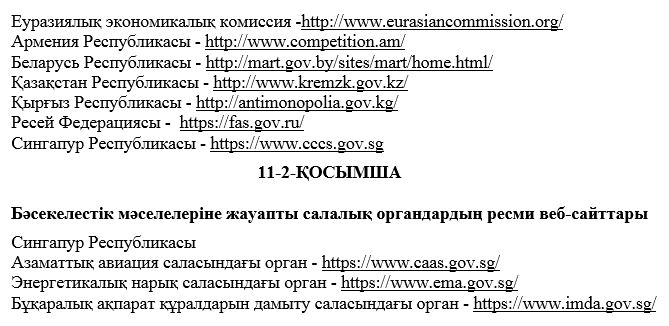 Еуразиялық экономикалық комиссия -http://www.eurasiancommission.org/
Армения Республикасы - http://www.competition.am/
Беларусь Республикасы - http://mart.gov.by/sites/mart/home.html/
Қазақстан Республикасы - http://www.kremzk.gov.kz/
Қырғыз Республикасы - http://antimonopolia.gov.kg/
Ресей Федерациясы - https://fas.gov.ru/
Сингапур Республикасы - https://www.cccs.gov.sg
11-2-ҚОСЫМША
Бәсекелестік мәселелеріне жауапты салалық органдардың ресми веб-сайттары
Сингапур Республикасы
Азаматтық авиация саласындағы орган - https://www.caas.gov.sg/
Энергетикалық нарық саласындағы орган - https://www.ema.gov.sg/
Бұқаралық ақпарат құралдарын дамыту саласындағы орган - https://www.imda.gov.sg/